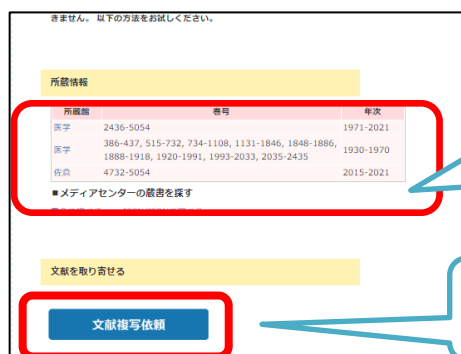 きません。 以下の方法をお試しください。
所蔵情報
所蔵館 巻号 年次
医学 2436-5054 1971-2021
医学 386-437, 515-732, 734-1108, 1131-1846, 1848-1886, 1888-1918, 1920-1991, 1993-2033, 2035-2435 1930-1970
佐倉 4732-5054 2015-2021
■メディアセンターの蔵書を探す
文献を取り寄せる
文献複写依頼